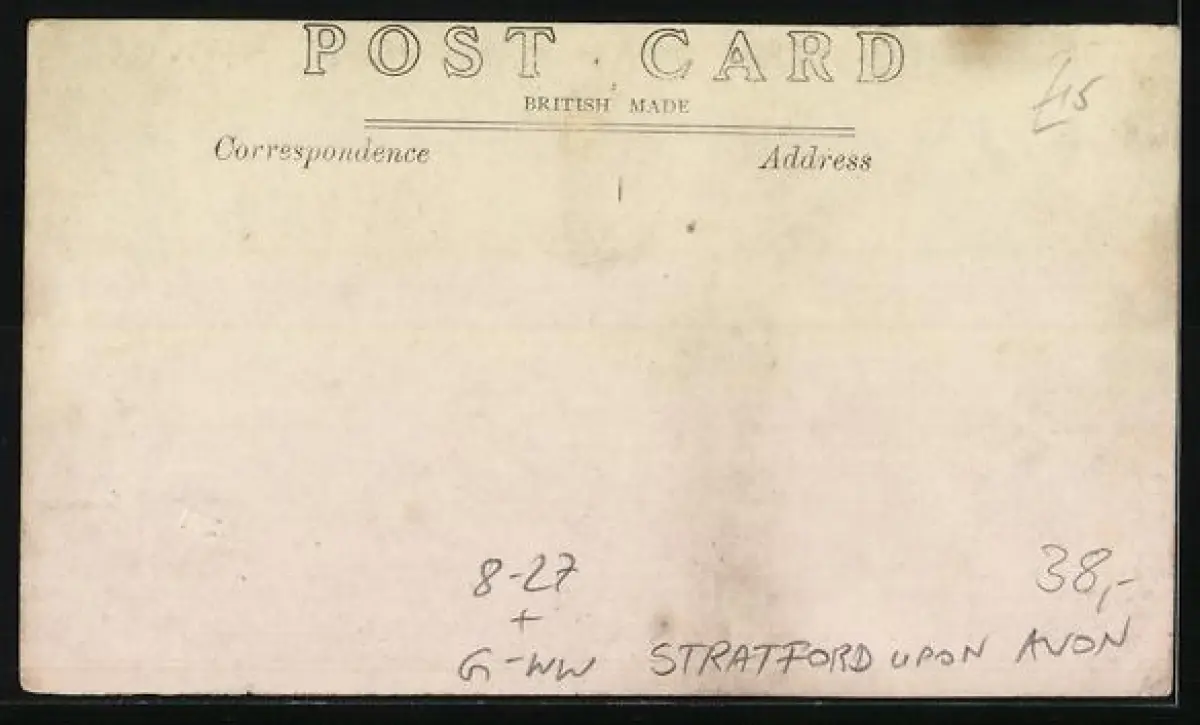 POST CARD
£15
BRITISH MADE
Correspondence
Address
8-27
38,-
+
G-WW STRATFORD UPON AVON